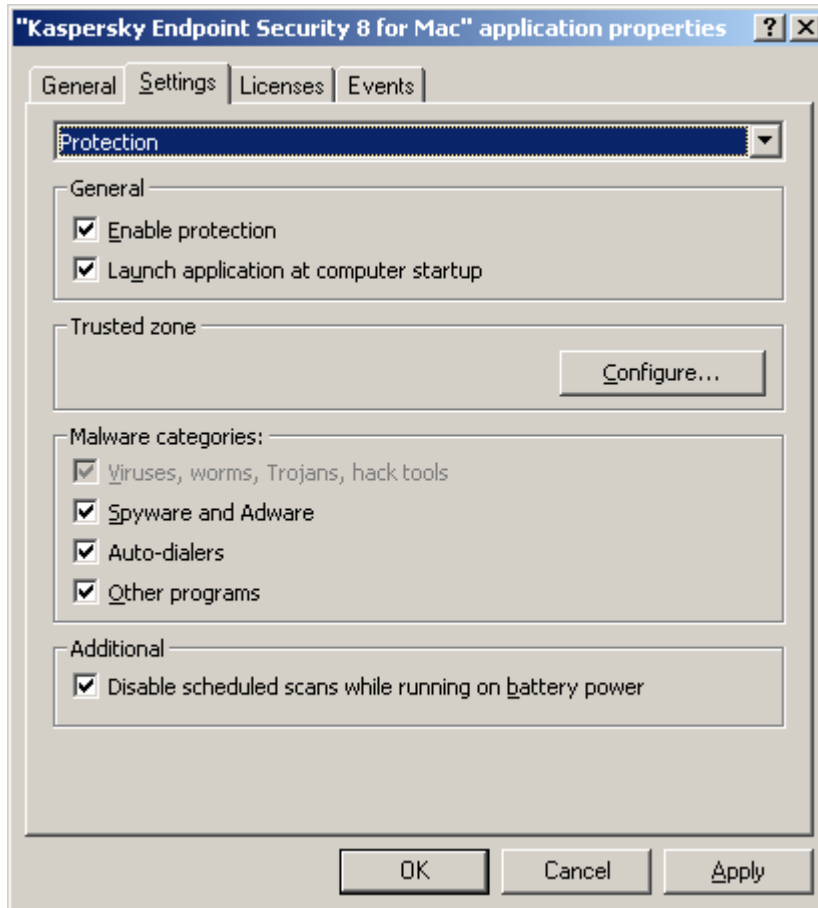 "Kaspersky Endpoint Security 8 for Mac" application properties
General Settings Licenses Events
Protection
General
Enable protection
Launch application at computer startup
Trusted zone
Configure...
Malware categories:
Viruses, worms, Trojans, hack tools
Spyware and Adware
Auto-dialers
Other programs
Additional
Disable scheduled scans while running on battery power
OK Cancel Apply